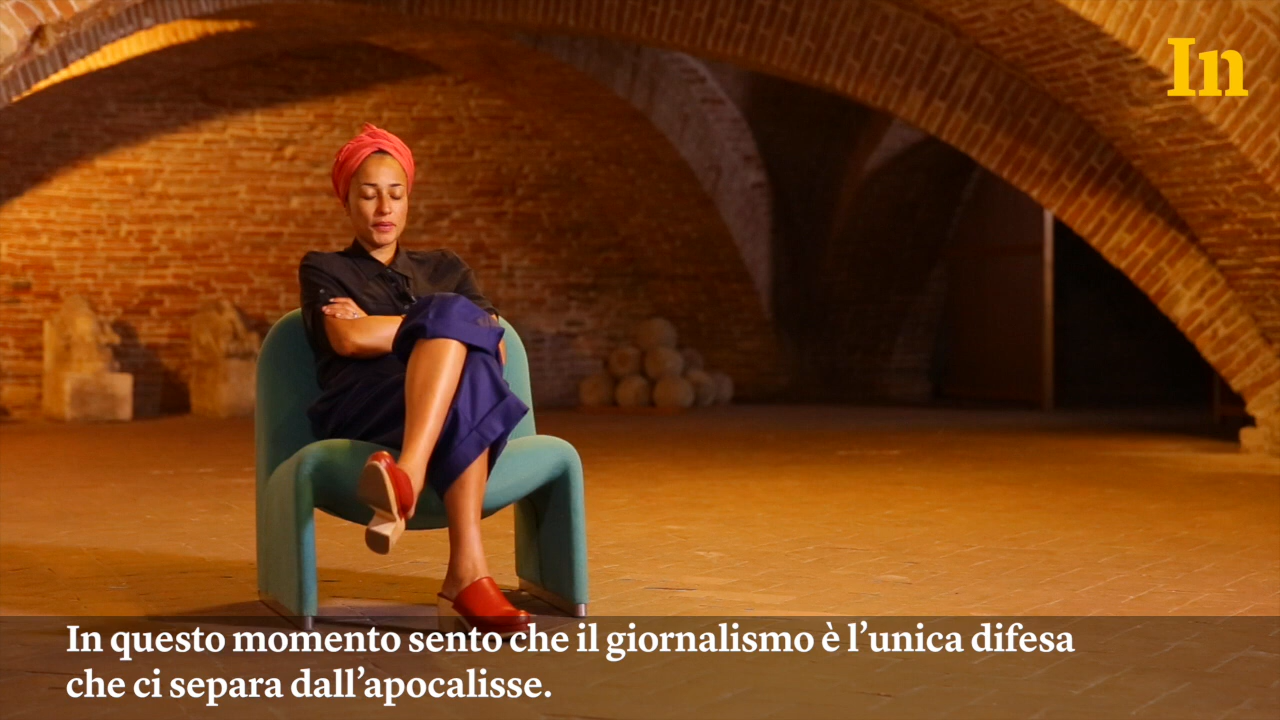 In
In questo momento sento che il giornalismo è l’unica difesa
che ci separa dall’apocalisse.